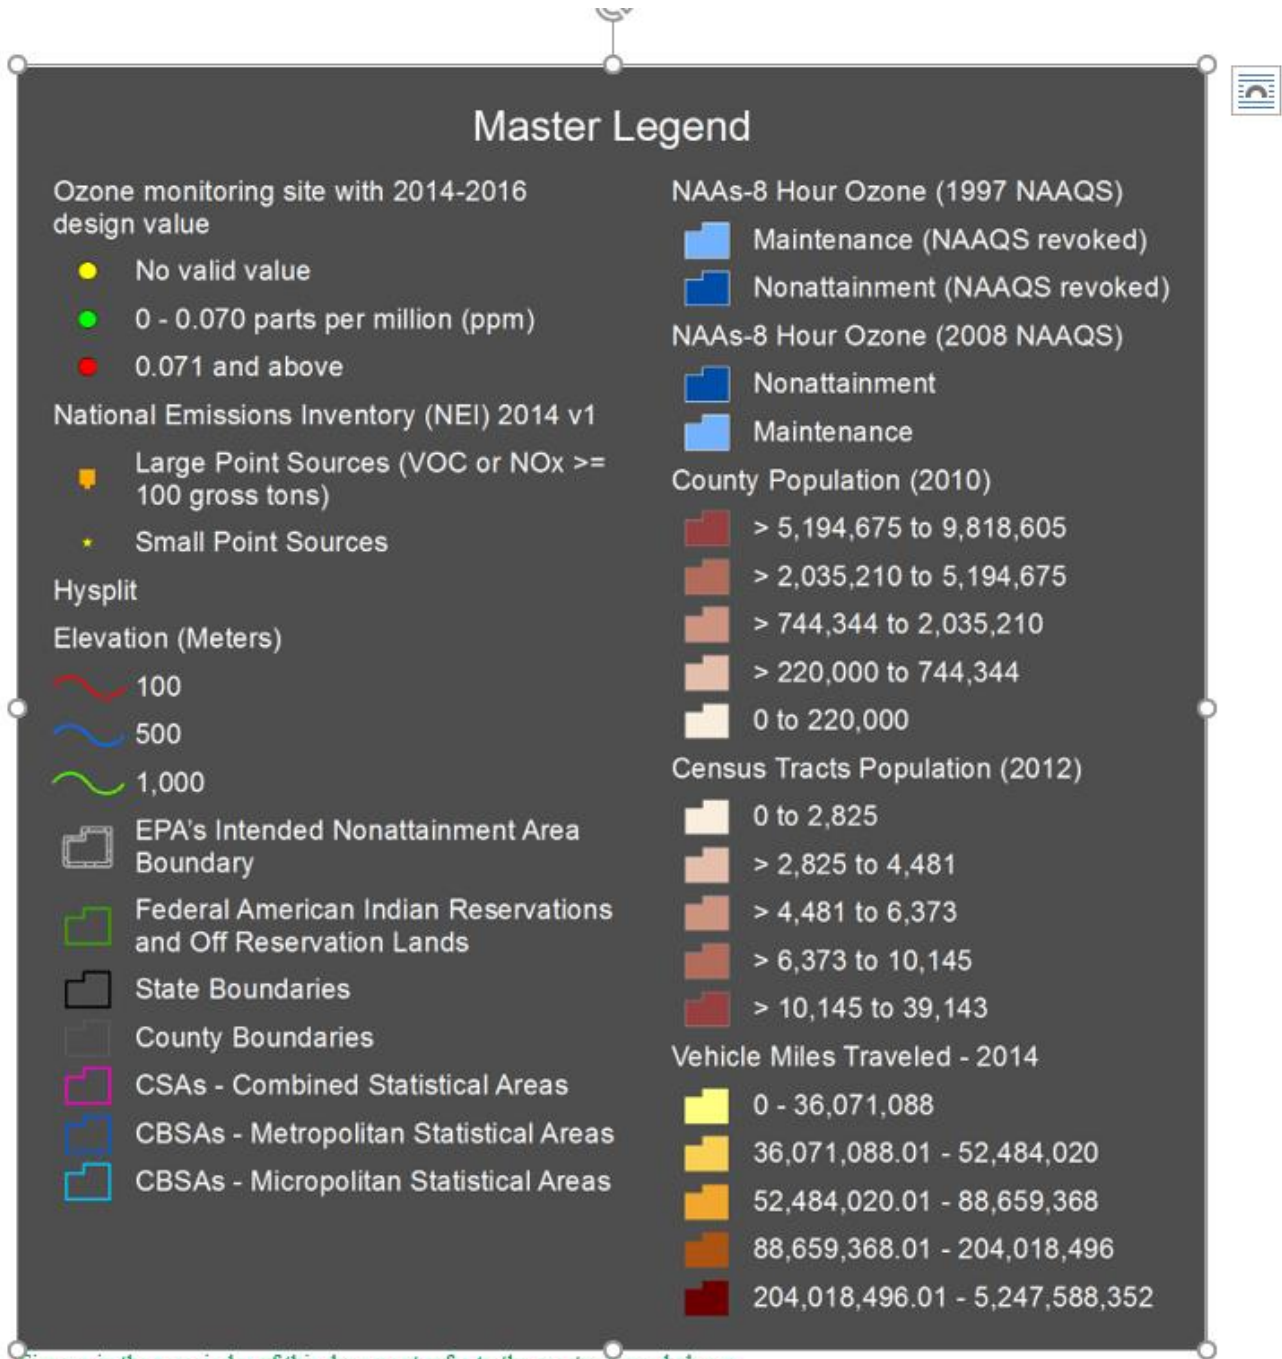 Master Legend
Ozone monitoring site with 2014-2016
design value
No valid value
0 - 0.070 parts per million (ppm)
0.071 and above
National Emissions Inventory (NEI) 2014 v1
Large Point Sources (VOC or NOx >=
100 gross tons)
Small Point Sources
Hysplit
Elevation (Meters)
100
500
1,000
EPA's Intended Nonattainment Area
Boundary
Federal American Indian Reservations
and Off Reservation Lands
State Boundaries
County Boundaries
CSAs - Combined Statistical Areas
CBSAs - Metropolitan Statistical Areas
CBSAs - Micropolitan Statistical Areas
NAAs-8 Hour Ozone (1997 NAAQS)
Maintenance (NAAQS revoked)
Nonattainment (NAAQS revoked)
NAAs-8 Hour Ozone (2008 NAAQS)
Nonattainment
Maintenance
County Population (2010)
> 5,194,675 to 9,818,605
> 2,035,210 to 5,194,675
> 744,344 to 2,035,210
> 220,000 to 744,344
0 to 220,000
Census Tracts Population (2012)
0 to 2,825
> 2,825 to 4,481
> 4,481 to 6,373
> 6,373 to 10,145
> 10,145 to 39,143
Vehicle Miles Traveled - 2014
0 - 36,071,088
36,071,088.01 - 52,484,020
52,484,020.01 - 88,659,368
88,659,368.01 - 204,018,496
204,018,496.01 - 5,247,588,352